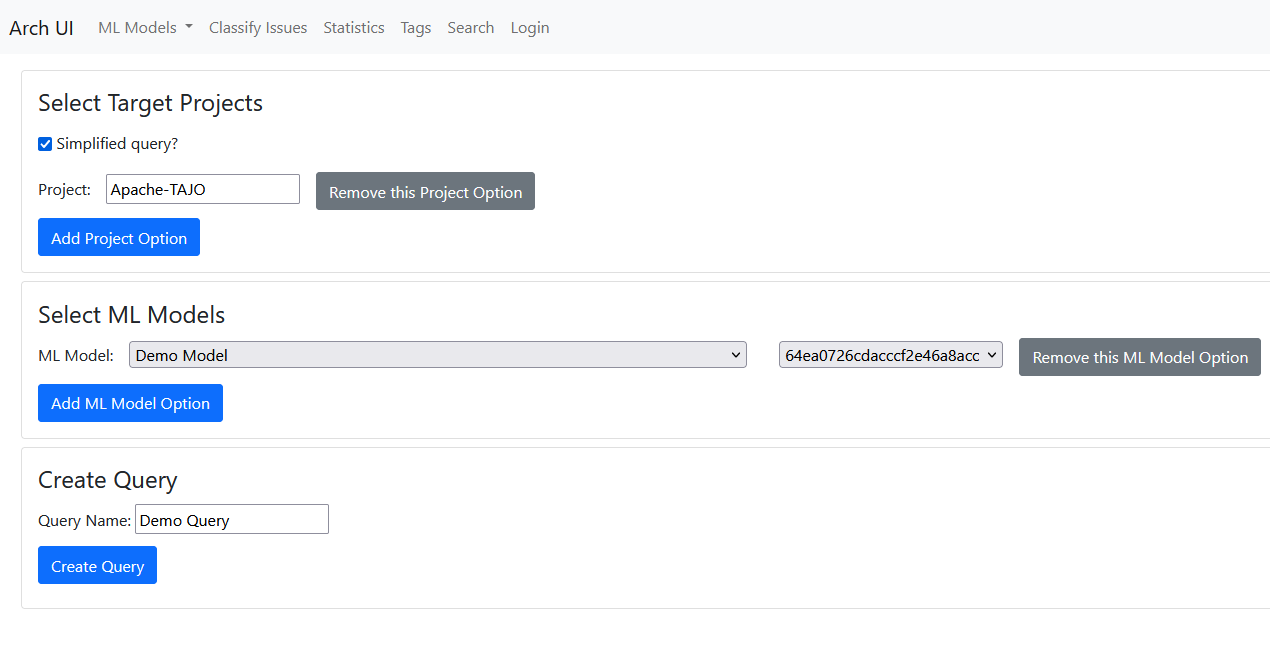 Arch UI ML Models Classify Issues Statistics Tags Search Login
Select Target Projects
Simplified query?
Project: Apache-TAJO Remove this Project Option
Add Project Option
Select ML Models
ML Model: Demo Model 64ea0726cdacccf2e46a8acc Remove this ML Model Option
Add ML Model Option
Create Query
Query Name: Demo Query
Create Query